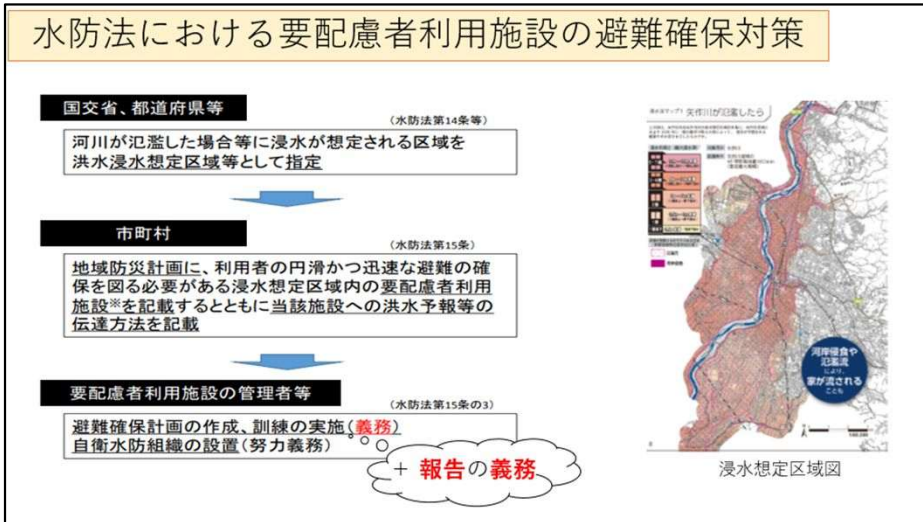 水防法における要配慮者利用施設の避難確保対策
国交省、都道府県等
(水防法第14条等)
河川が氾濫した場合等に浸水が想定される区域を
洪水浸水想定区域等として指定
市町村
(水防法第15条)
地域防災計画に、利用者の円滑かつ迅速な避難の確
保を図る必要がある浸水想定区域内の要配慮者利用
施設※を記載するとともに当該施設への洪水予報等の
伝達方法を記載
要配慮者利用施設の管理者等
(水防法第15条の3)
避難確保計画の作成、訓練の実施(義務)
自衛水防組織の設置(努力義務)
+ 報告の義務
矢作川が氾濫したら
河岸侵食や
氾濫流
により、
家が流される
ことも
浸水想定区域図